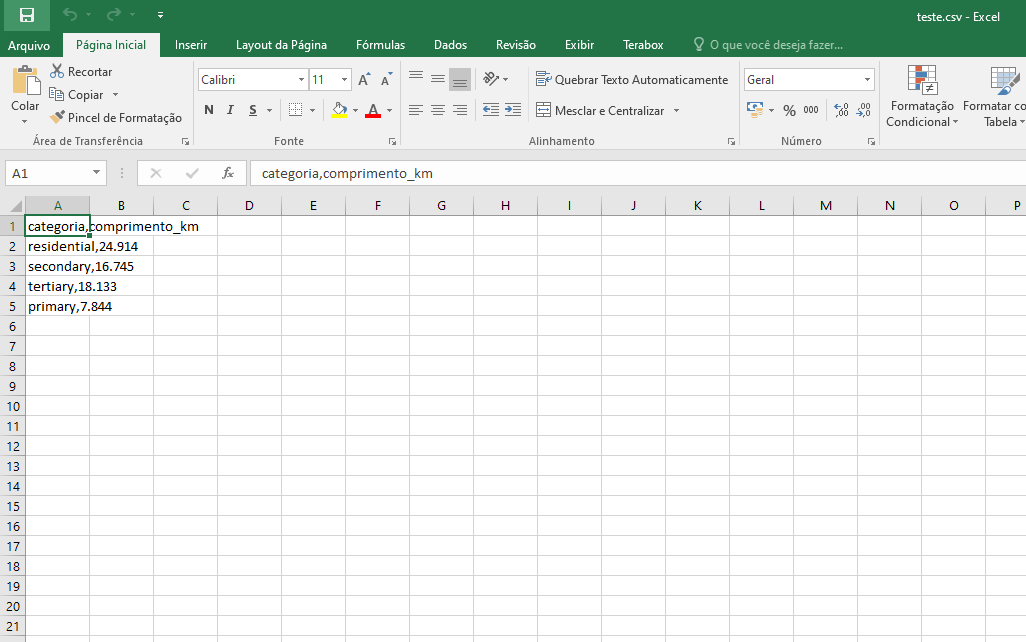 teste.csv - Excel
Arquivo Página Inicial Inserir Layout da Página Fórmulas Dados Revisão Exibir Terabox O que você deseja fazer...
Colar
Recortar
Copiar
Pincel de Formatação
Área de Transferência
Calibri 11 A A
N I S A
Fonte
Quebrar Texto Automaticamente
Mesclar e Centralizar
Alinhamento
Geral
% 000 ,00 ,0
Número
Formatação
Condicional
Formatar co
Tabela
A1 fx categoria,comprimento_km
A B C D E F G H I J K L M N O P
1 categoria,comprimento_km
2 residential,24.914
3 secondary,16.745
4 tertiary,18.133
5 primary,7.844
6
7
8
9
10
11
12
13
14
15
16
17
18
19
20
21